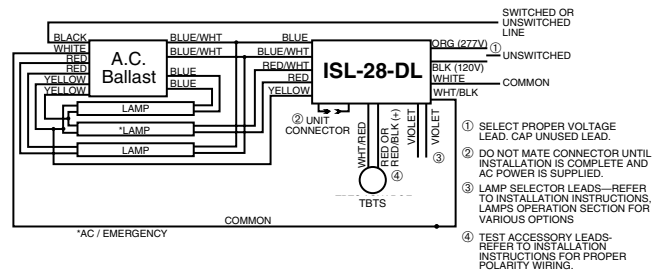 SWITCHED OR
UNSWITCHED
LINE
BLACK
WHITE
RED
RED
YELLOW
YELLOW
A.C.
Ballast
BLUE/WHT
BLUE/WHT
BLUE
BLUE
BLUE
BLUE/WHT
RED/WHT
RED
YELLOW
ISL-28-DL
ORG (277V)
①
UNSWITCHED
BLK (120V)
WHITE
COMMON
WHT/BLK
LAMP
*LAMP
LAMP
② UNIT
CONNECTOR
WHT/RED
RED OR
RED/BLK (+)
VIOLET
VIOLET
③
④
TBTS
COMMON
*AC / EMERGENCY
① SELECT PROPER VOLTAGE
LEAD. CAP UNUSED LEAD.
② DO NOT MATE CONNECTOR UNTIL
INSTALLATION IS COMPLETE AND
AC POWER IS SUPPLIED.
③ LAMP SELECTOR LEADS—REFER
TO INSTALLATION INSTRUCTIONS,
LAMPS OPERATION SECTION FOR
VARIOUS OPTIONS
④ TEST ACCESSORY LEADS-
REFER TO INSTALLATION
INSTRUCTIONS FOR PROPER
POLARITY WIRING.